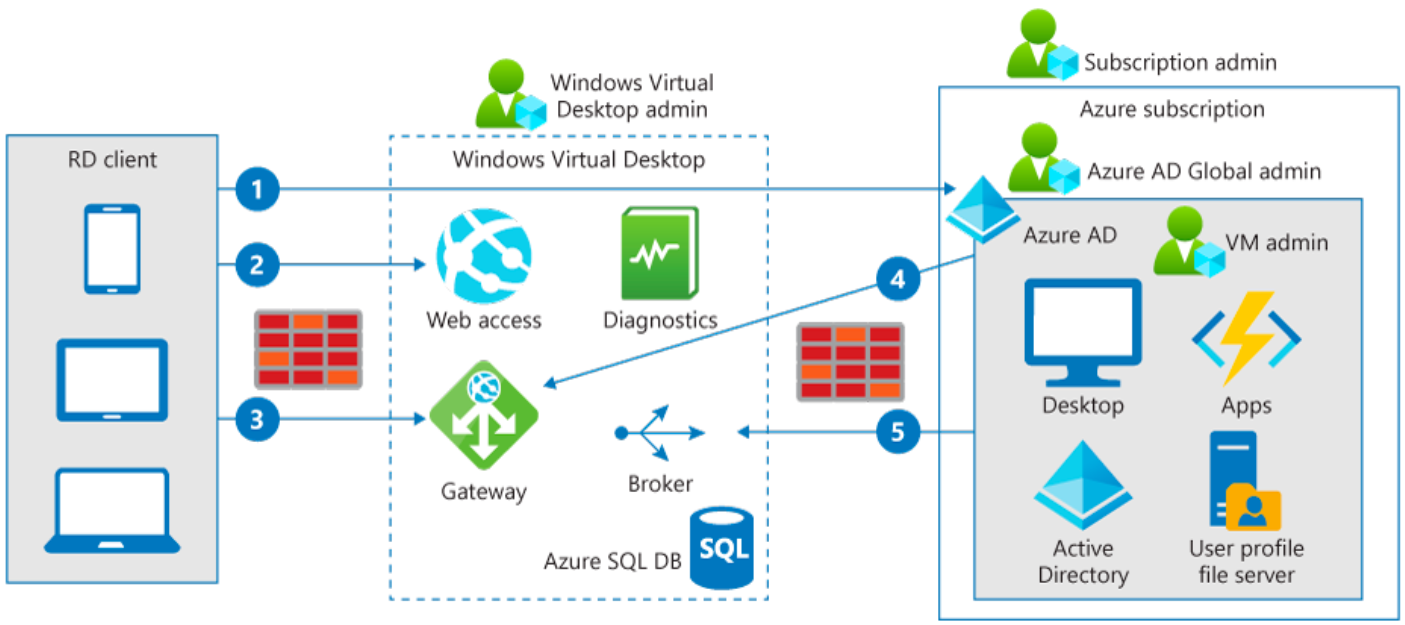 Subscription admin
Windows Virtual
Desktop admin
Azure subscription
RD client
Windows Virtual Desktop
Azure AD Global admin
1
Azure AD
VM admin
2
4
Web access
Diagnostics
Desktop
Apps
3
5
Gateway
Broker
SQL
Azure SQL DB
Active
Directory
User profile
file server